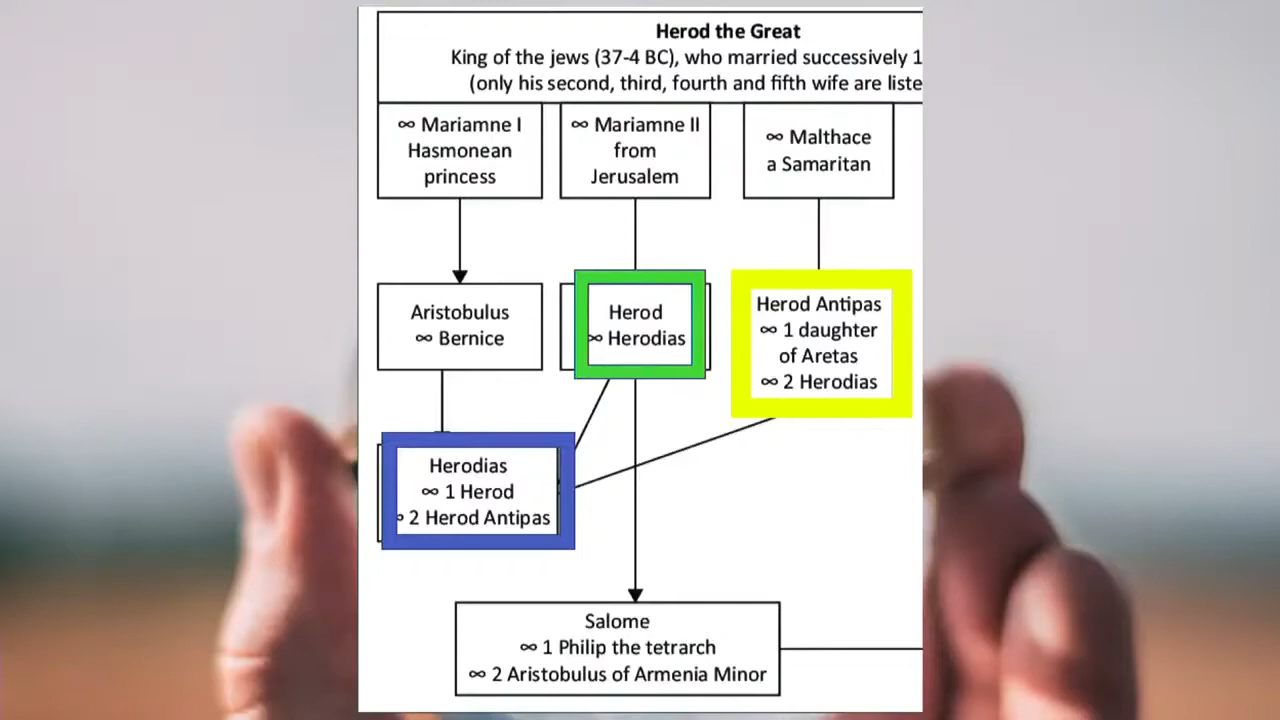 Herod the Great
King of the jews (37-4 BC), who married successively 1
(only his second, third, fourth and fifth wife are liste
∞ Mariamne I
Hasmonean
princess
∞ Mariamne II
from
Jerusalem
∞ Malthace
a Samaritan
Aristobulus
∞ Bernice
Herod
∞ Herodias
Herod Antipas
∞ 1 daughter
of Aretas
∞ 2 Herodias
Herodias
∞ 1 Herod
∞ 2 Herod Antipas
Salome
∞ 1 Philip the tetrarch
∞ 2 Aristobulus of Armenia Minor